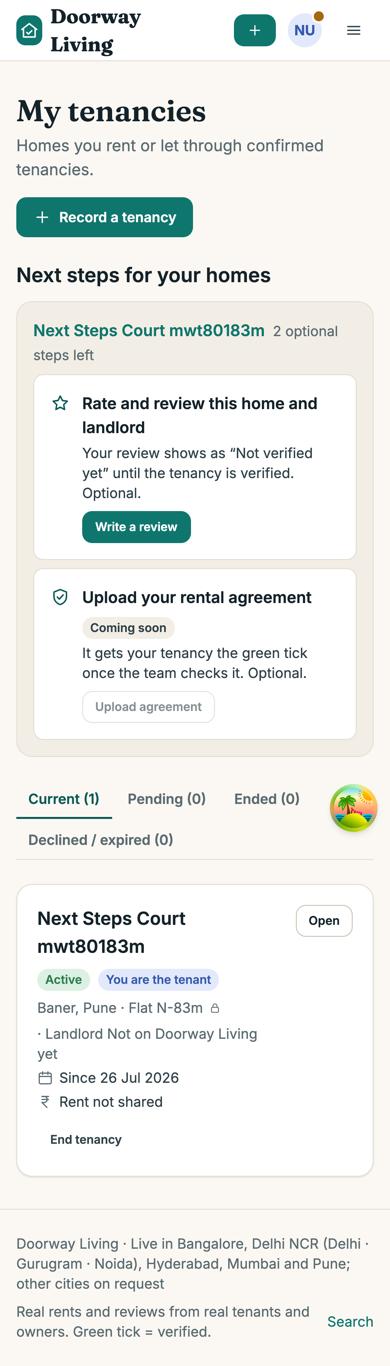 Doorway
Living
NU
My tenancies
Homes you rent or let through confirmed
tenancies.
Record a tenancy
Next steps for your homes
Next Steps Court mwt80183m 2 optional
steps left
Rate and review this home and
landlord
Your review shows as “Not verified
yet” until the tenancy is verified.
Optional.
Write a review
Upload your rental agreement
Coming soon
It gets your tenancy the green tick
once the team checks it. Optional.
Upload agreement
Current (1) Pending (0) Ended (0)
Declined / expired (0)
Next Steps Court
mwt80183m
Open
Active You are the tenant
Baner, Pune · Flat N-83m
· Landlord Not on Doorway Living
yet
Since 26 Jul 2026
₹ Rent not shared
End tenancy
Doorway Living · Live in Bangalore, Delhi NCR (Delhi ·
Gurugram · Noida), Hyderabad, Mumbai and Pune;
other cities on request
Real rents and reviews from real tenants and
owners. Green tick = verified.
Search